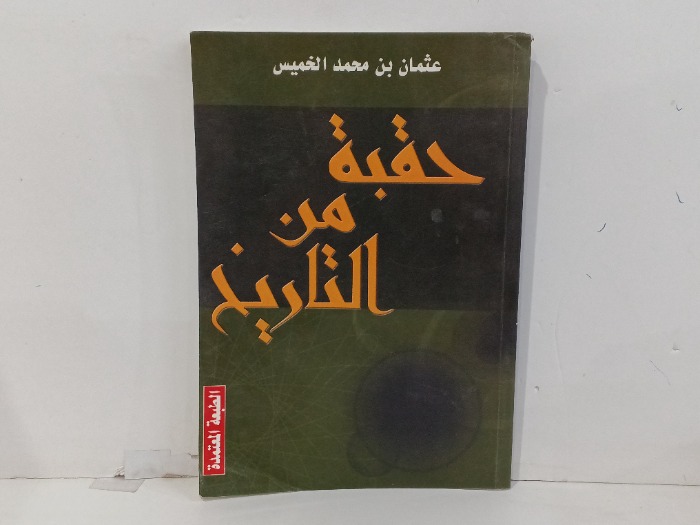 عثمان بن محمد الخميس
حقبة
من
التاريخ
الطبعة المعتمدة